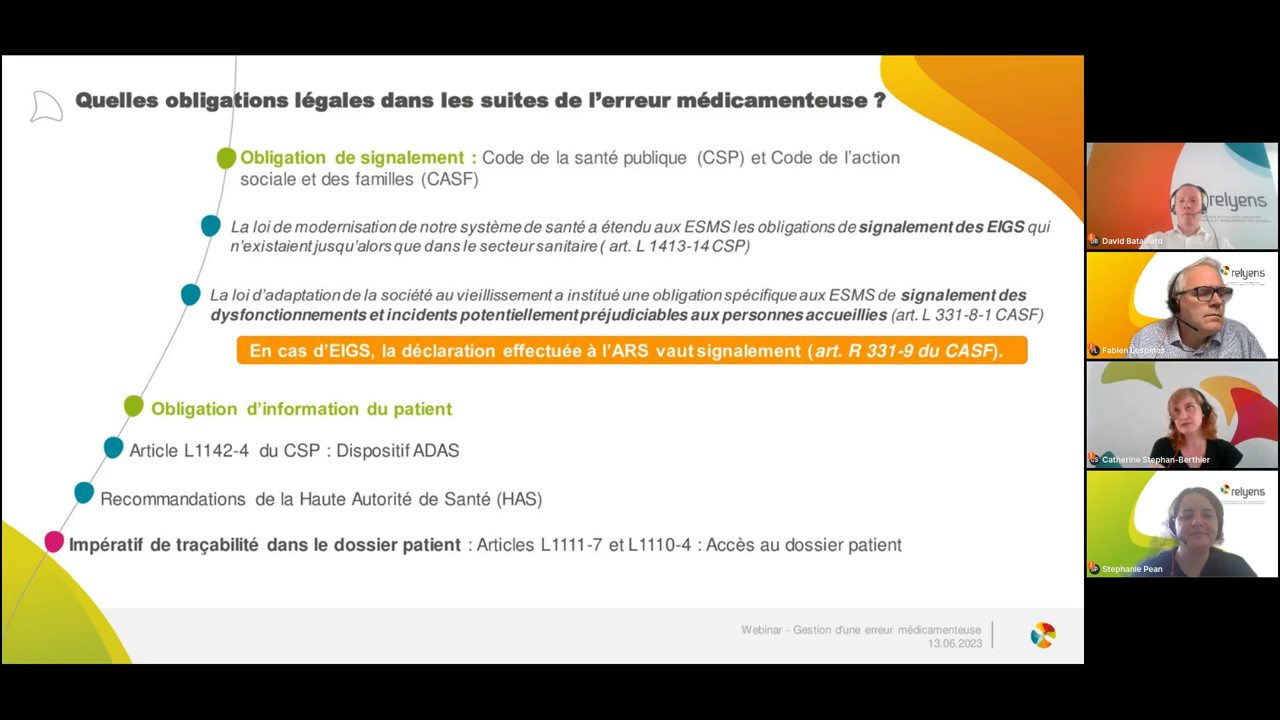 Quelles obligations légales dans les suites de l'erreur médicamenteuse ?
Obligation de signalement : Code de la santé publique (CSP) et Code de l'action
sociale et des familles (CASF)
La loi de modernisation de notre système de santé a étendu aux ESMS les obligations de signalement des EIGS qui
n'existaient jusqu'alors que dans le secteur sanitaire ( art. L 1413-14 CSP)
La loi d'adaptation de la société au vieillissement a institué une obligation spécifique aux ESMS de signalement des
dysfonctionnements et incidents potentiellement préjudiciables aux personnes accueillies (art. L 331-8-1 CASF)
En cas d'EIGS, la déclaration effectuée à l'ARS vaut signalement (art. R 331-9 du CASF).
Obligation d'information du patient
Article L1142-4 du CSP : Dispositif ADAS
Recommandations de la Haute Autorité de Santé (HAS)
Impératif de traçabilité dans le dossier patient : Articles L1111-7 et L1110-4 : Accès au dossier patient
Webinar - Gestion d'une erreur médicamenteuse
13.06.2023
relyens
David
relyens
Fabien
Catherine Stephan-Berthier
relyens
Stephanie Pean